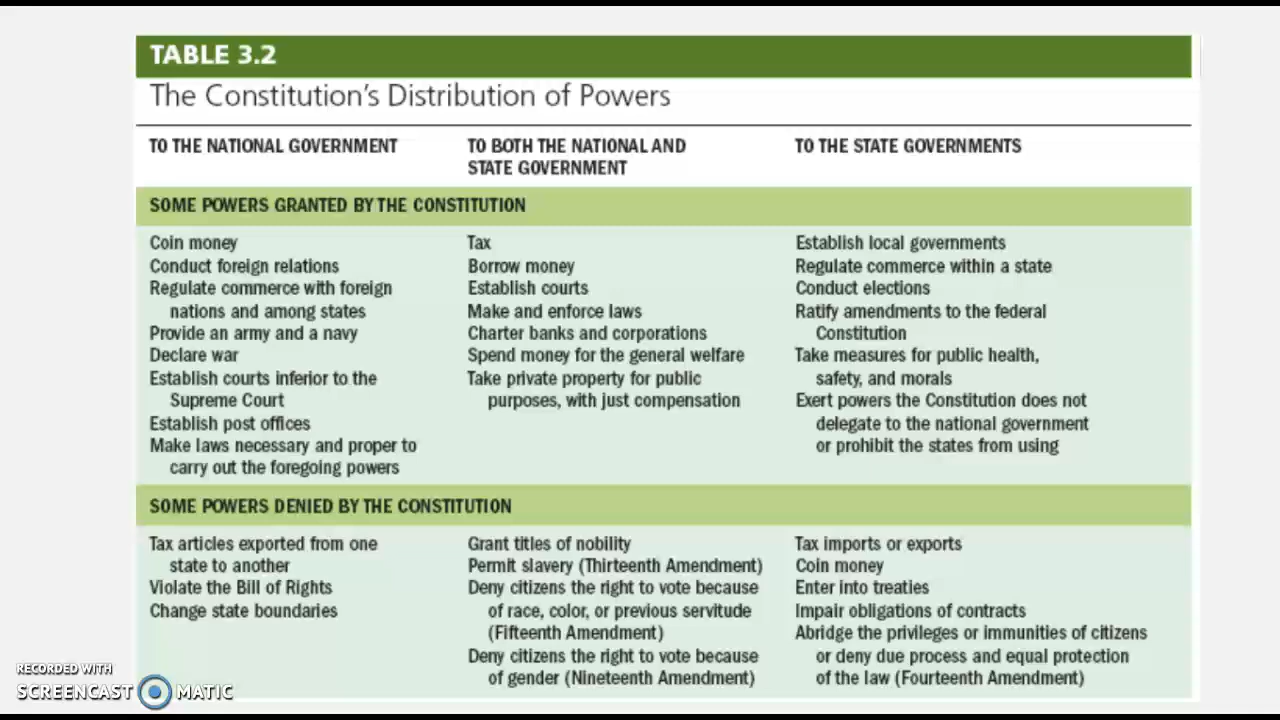 TABLE 3.2
The Constitution's Distribution of Powers
TO THE NATIONAL GOVERNMENT
TO BOTH THE NATIONAL AND
STATE GOVERNMENT
TO THE STATE GOVERNMENTS
SOME POWERS GRANTED BY THE CONSTITUTION
Coin money
Conduct foreign relations
Regulate commerce with foreign
nations and among states
Provide an army and a navy
Declare war
Establish courts inferior to the
Supreme Court
Establish post offices
Make laws necessary and proper to
carry out the foregoing powers
Tax
Borrow money
Establish courts
Make and enforce laws
Charter banks and corporations
Spend money for the general welfare
Take private property for public
purposes, with just compensation
Establish local governments
Regulate commerce within a state
Conduct elections
Ratify amendments to the federal
Constitution
Take measures for public health,
safety, and morals
Exert powers the Constitution does not
delegate to the national government
or prohibit the states from using
SOME POWERS DENIED BY THE CONSTITUTION
Tax articles exported from one
state to another
Violate the Bill of Rights
Change state boundaries
Grant titles of nobility
Permit slavery (Thirteenth Amendment)
Deny citizens the right to vote because
of race, color, or previous servitude
(Fifteenth Amendment)
Deny citizens the right to vote because
of gender (Nineteenth Amendment)
Tax imports or exports
Coin money
Enter into treaties
Impair obligations of contracts
Abridge the privileges or immunities of citizens
or deny due process and equal protection
of the law (Fourteenth Amendment)
RECORDED WITH
SCREENCAST MATIC